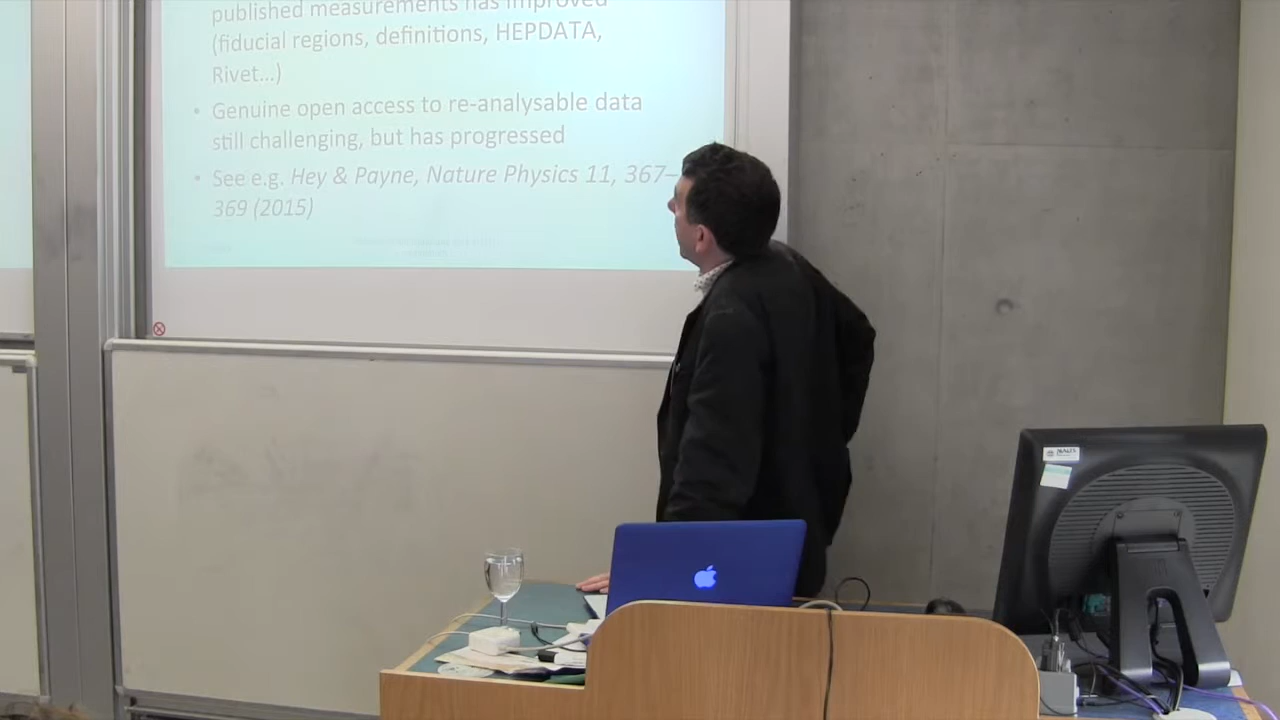 published measurements has improved
(fiducial regions, definitions, HEPDATA,
Rivet...)
• Genuine open access to re-analysable data
still challenging, but has progressed
• See e.g. Hey & Payne, Nature Physics 11, 367–
369 (2015)